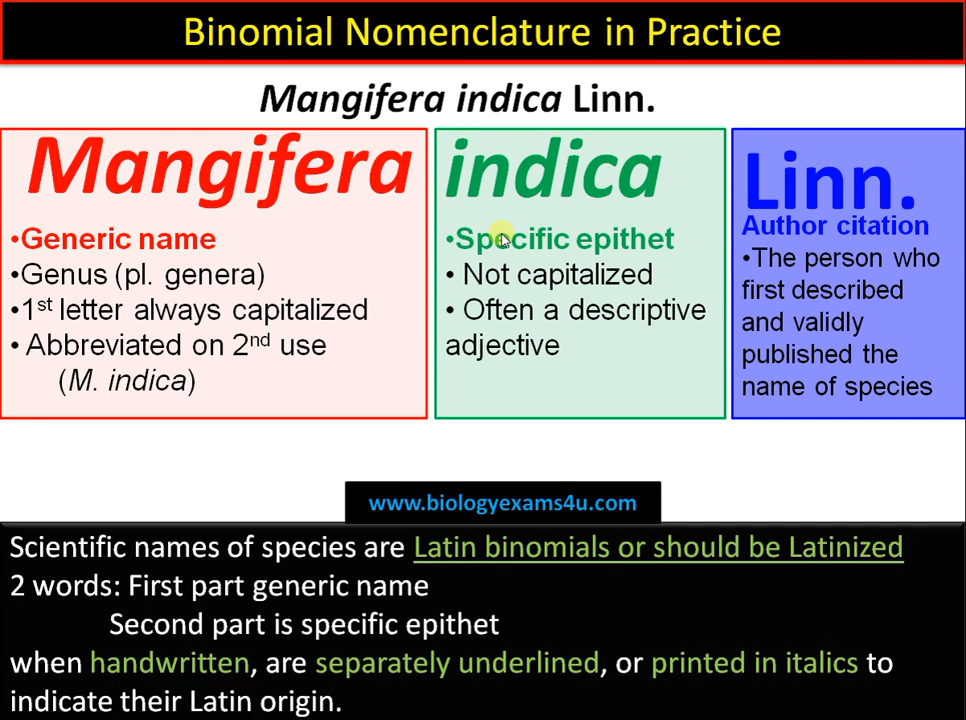 Binomial Nomenclature in Practice
Mangifera indica Linn.
Mangifera
•Generic name
•Genus (pl. genera)
•1st letter always capitalized
• Abbreviated on 2nd use
(M. indica)
indica
•Specific epithet
• Not capitalized
• Often a descriptive
adjective
Linn.
Author citation
•The person who
first described
and validly
published the
name of species
www.biologyexams4u.com
Scientific names of species are Latin binomials or should be Latinized
2 words: First part generic name
Second part is specific epithet
when handwritten, are separately underlined, or printed in italics to
indicate their Latin origin.